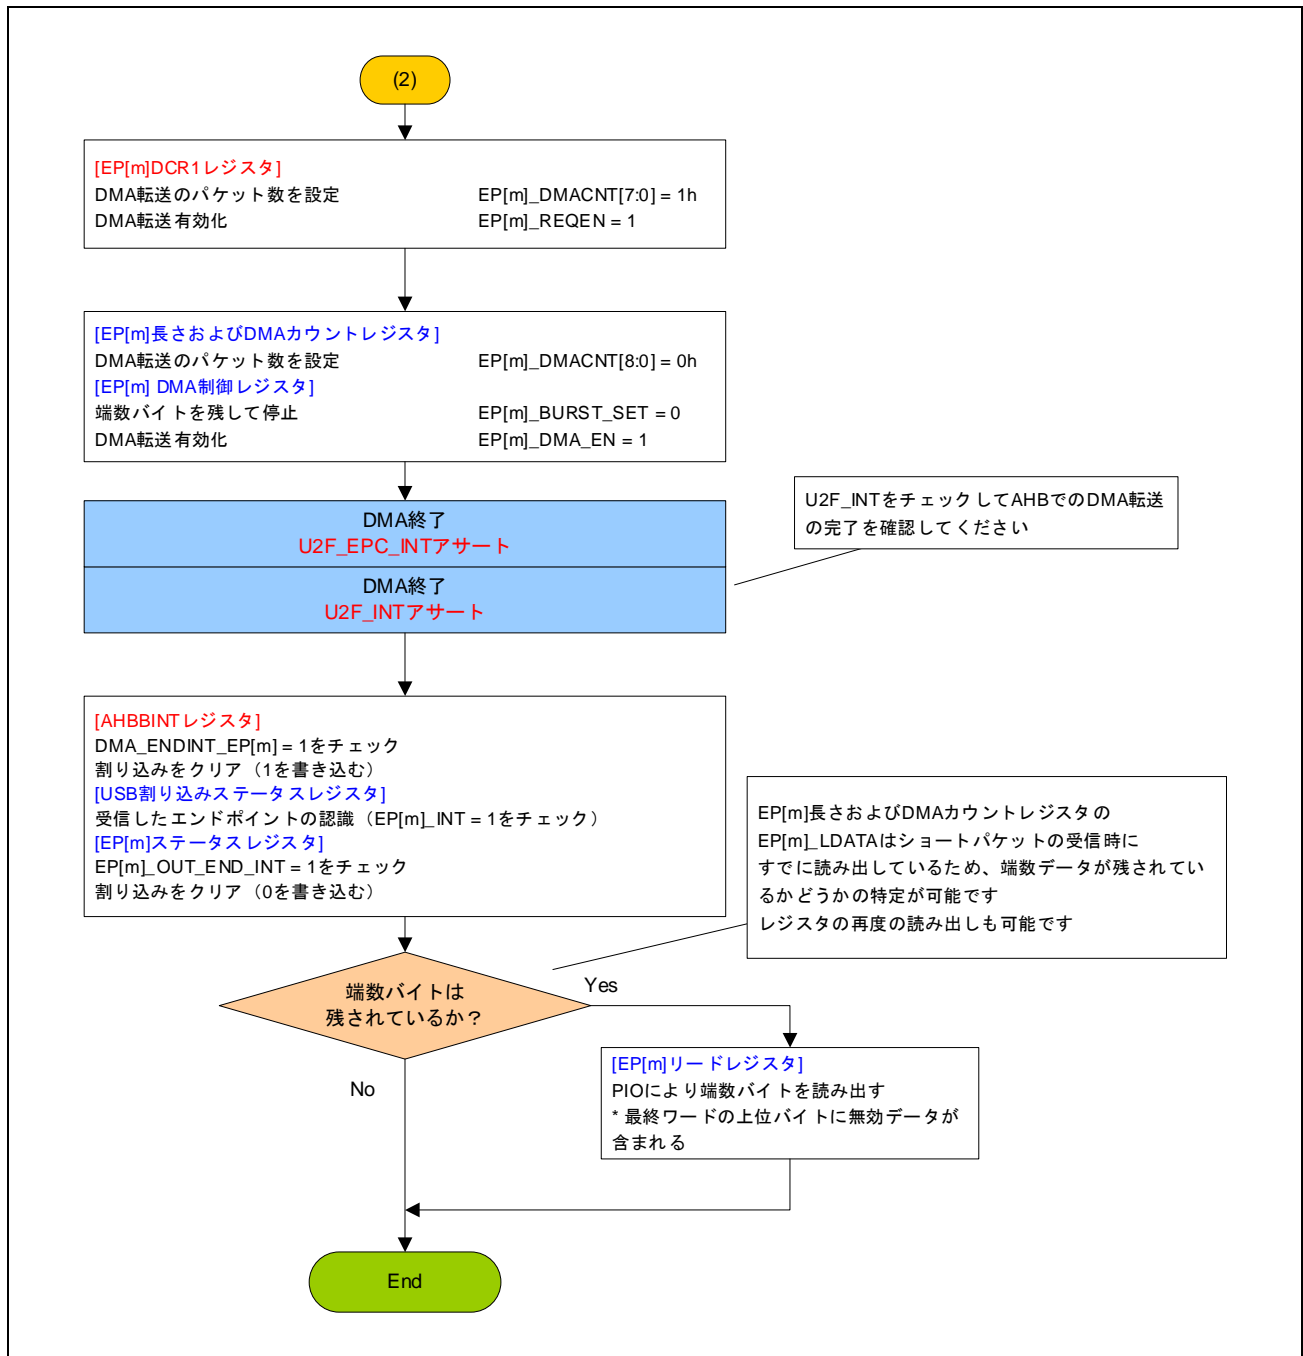 (2)
[EP[m]DCR1レジスタ]
DMA転送のパケット数を設定 EP[m]_DMACNT[7:0] = 1h
DMA転送有効化 EP[m]_REQEN = 1
[EP[m]長さおよびDMAカウントレジスタ]
DMA転送のパケット数を設定 EP[m]_DMACNT[8:0] = 0h
[EP[m] DMA制御レジスタ]
端数バイトを残して停止 EP[m]_BURST_SET = 0
DMA転送有効化 EP[m]_DMA_EN = 1
U2F_INTをチェックしてAHBでのDMA転送
の完了を確認してください
DMA終了
U2F_EPC_INTアサート
DMA終了
U2F_INTアサート
[AHBBINTレジスタ]
DMA_ENDINT_EP[m] = 1をチェック
割り込みをクリア（1を書き込む）
[USB割り込みステータスレジスタ]
受信したエンドポイントの認識（EP[m]_INT = 1をチェック）
[EP[m]ステータスレジスタ]
EP[m]_OUT_END_INT = 1をチェック
割り込みをクリア（0を書き込む）
EP[m]長さおよびDMAカウントレジスタの
EP[m]_LDATAはショートパケットの受信時に
すでに読み出しているため、端数データが残されてい
るかどうかの特定が可能です
レジスタの再度の読み出しも可能です
端数バイトは
残されているか？
Yes
No
[EP[m]リードレジスタ]
PIOにより端数バイトを読み出す
* 最終ワードの上位バイトに無効データが
含まれる
End